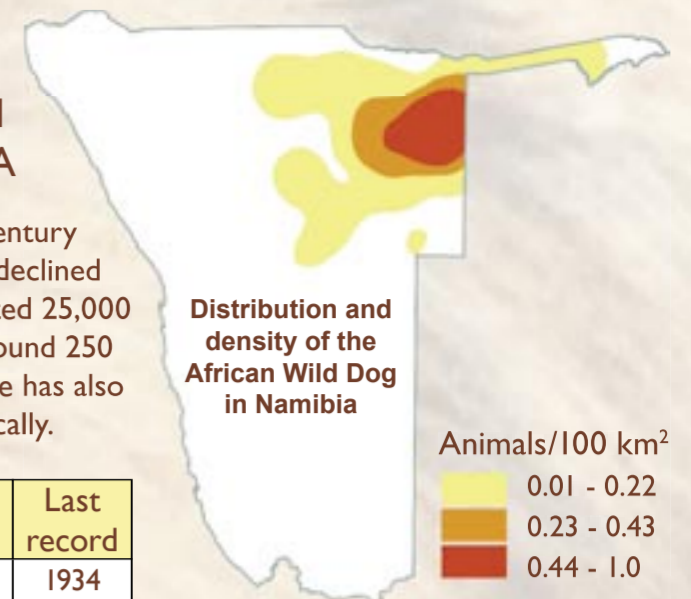 A
entury
declined
ted 25,000
ound 250
e has also
cally.
Last
record
1934
Distribution and
density of the
African Wild Dog
in Namibia
Animals/100 km²
0.01 - 0.22
0.23 - 0.43
0.44 - 1.0